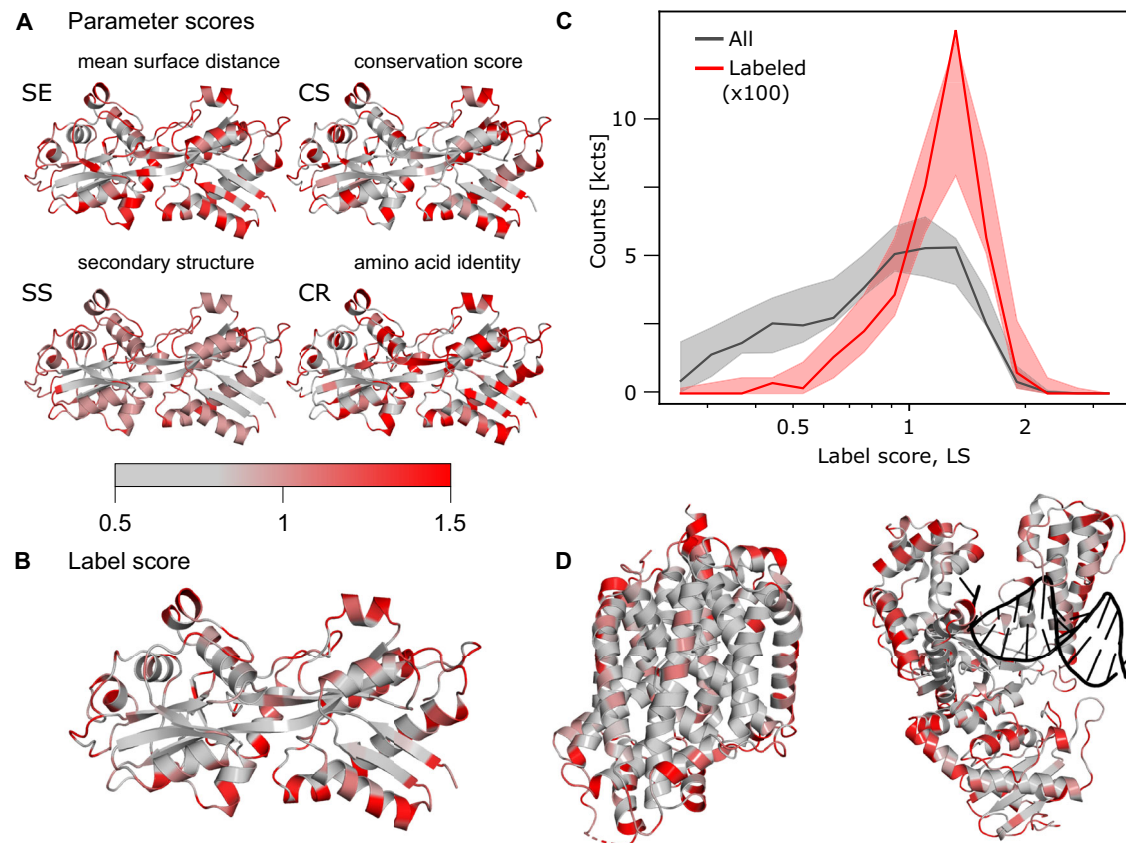 A Parameter scores
mean surface distance
conservation score
SE
CS
secondary structure
amino acid identity
SS
CR
0.5
1
1.5
B Label score
C
All
Labeled
(x100)
Counts [kcts]
10
5
0
0.5
1
2
Label score, LS
D